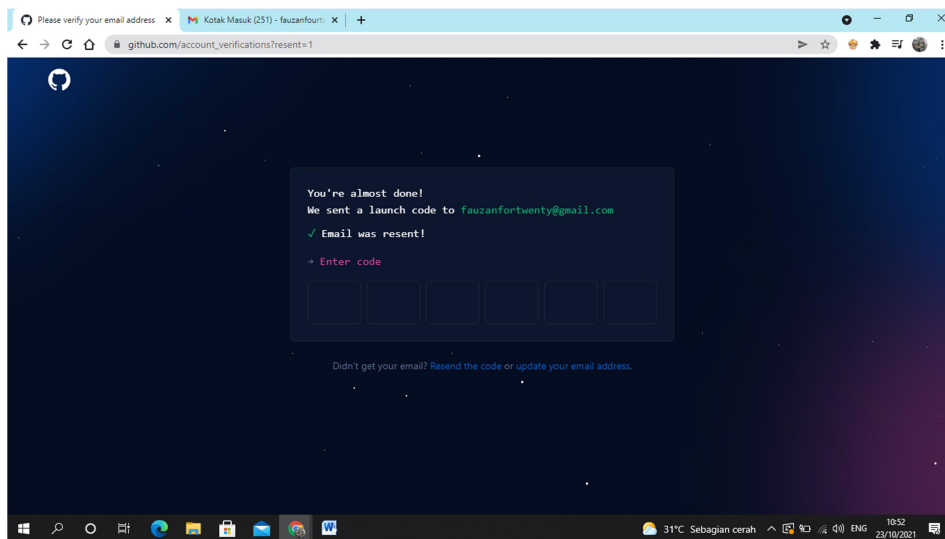 Please verify your email address
Kotak Masuk (251) - fauzanfourt
github.com/account_verifications?resent=1
You're almost done!
We sent a launch code to fauzanfortwenty@gmail.com
✓ Email was resent!
→ Enter code
Didn't get your email? Resend the code or update your email address.
31°C Sebagian cerah
ENG
10:52
23/10/2021